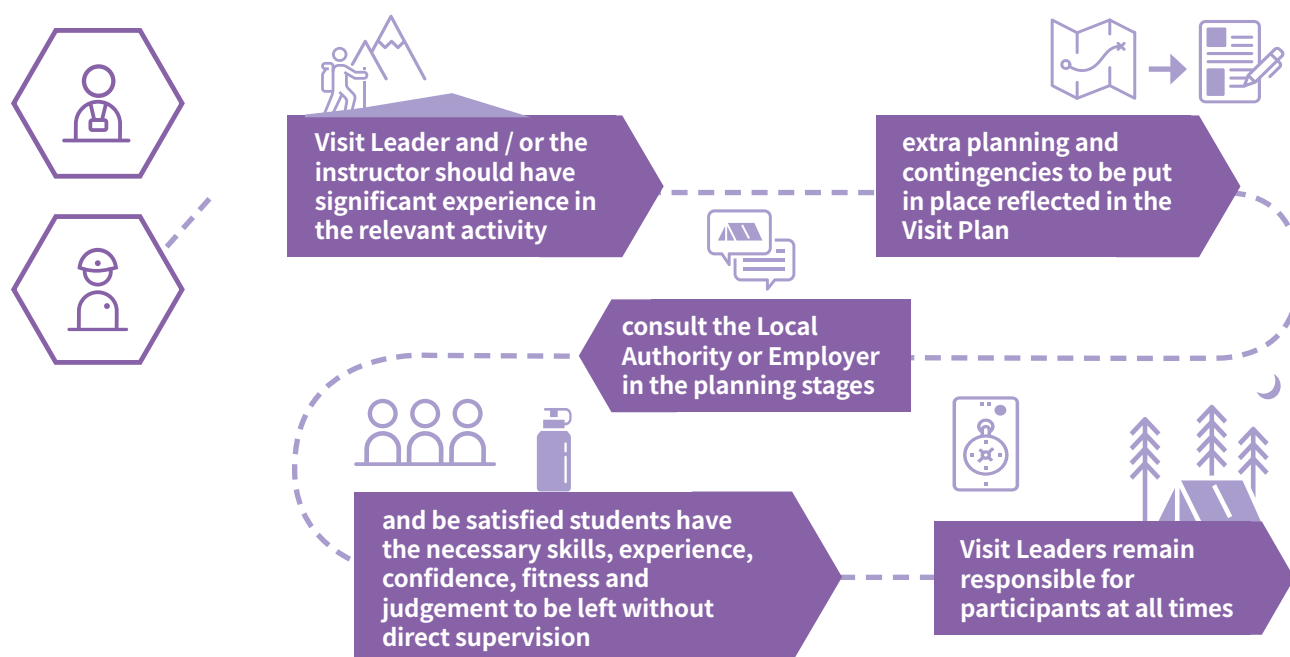 Visit Leader and / or the
instructor should have
significant experience in
the relevant activity
extra planning and
contingencies to be put
in place reflected in the
Visit Plan
consult the Local
Authority or Employer
in the planning stages
and be satisfied students have
the necessary skills, experience,
confidence, fitness and
judgement to be left without
direct supervision
Visit Leaders remain
responsible for
participants at all times